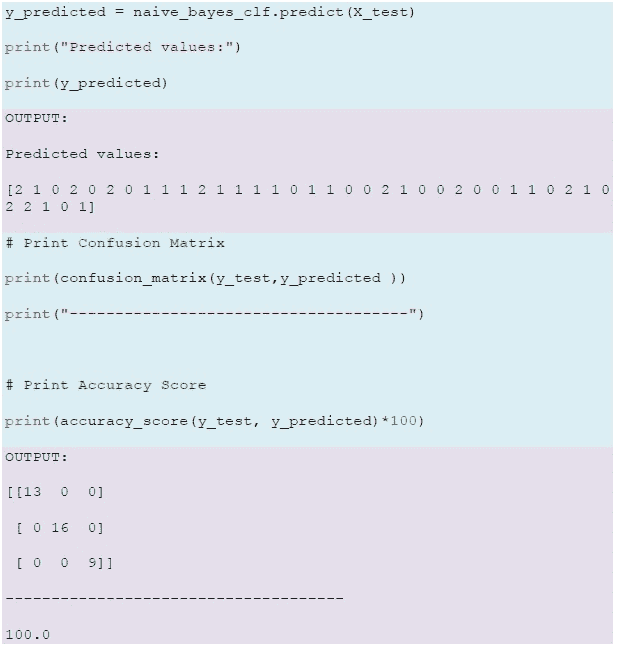 y_predicted = naive_bayes_clf.predict(X_test)
print("Predicted values:")
print(y_predicted)
OUTPUT:
Predicted values:
[2 1 0 2 0 2 0 1 1 1 2 1 1 1 1 0 1 1 0 0 2 1 0 0 2 0 0 1 1 0 2 1 0
2 2 1 0 1]
# Print Confusion Matrix
print(confusion_matrix(y_test,y_predicted ))
print("-------------------------------------")
# Print Accuracy Score
print(accuracy_score(y_test, y_predicted)*100)
OUTPUT:
[[13 0 0]
[ 0 16 0]
[ 0 0 9]]
-------------------------------------
100.0